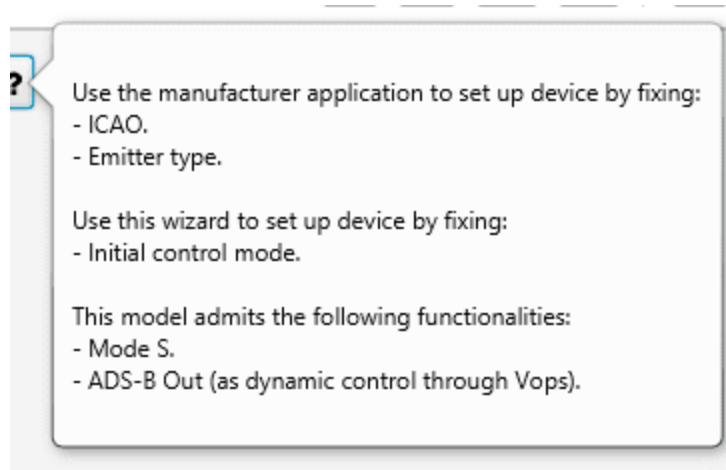 ?
Use the manufacturer application to set up device by fixing:
- ICAO.
- Emitter type.
Use this wizard to set up device by fixing:
- Initial control mode.
This model admits the following functionalities:
- Mode S.
- ADS-B Out (as dynamic control through Vops).